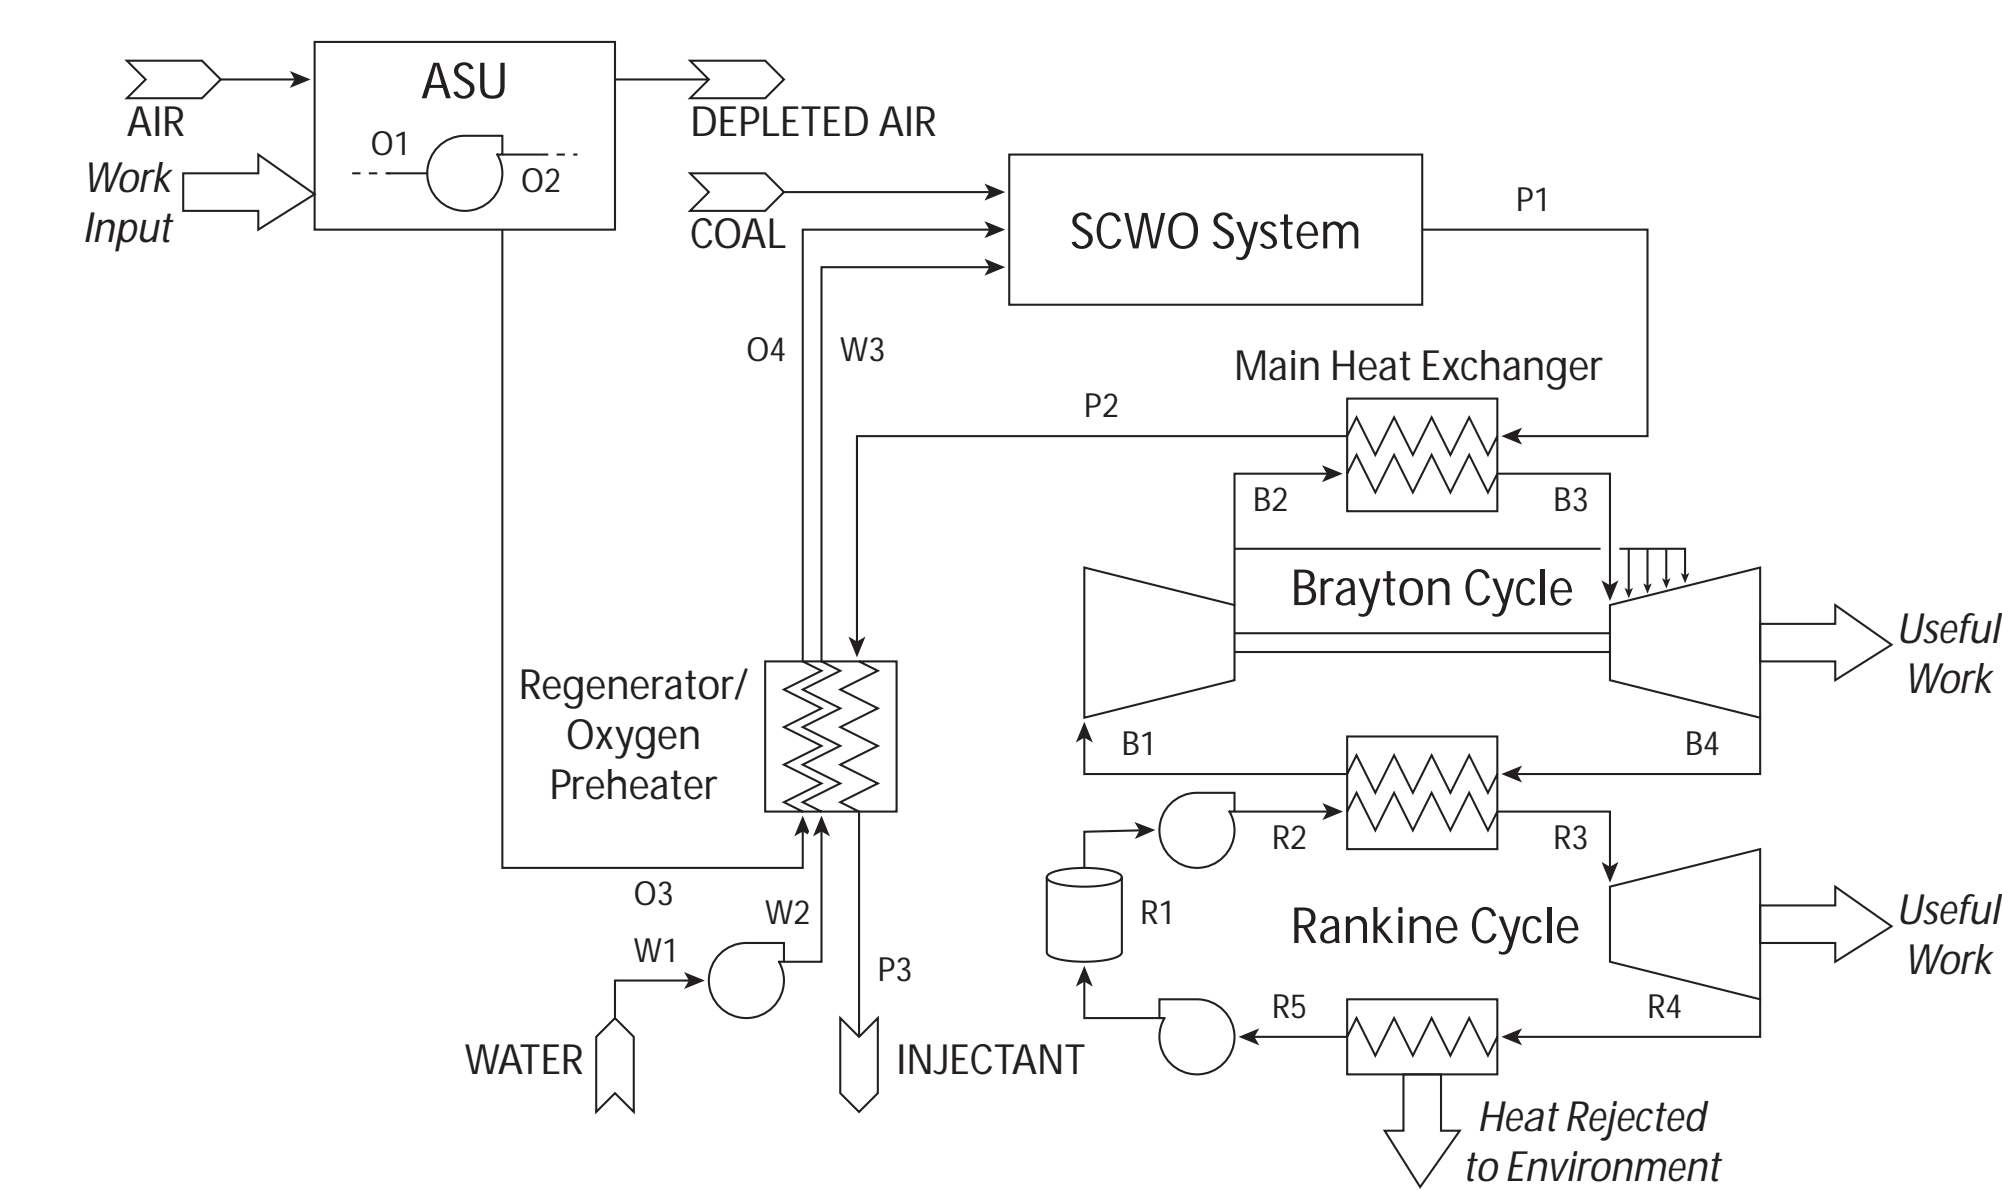 ASU
AIR
O1
O2
DEPLETED AIR
Work
Input
COAL
SCWO System
P1
O4
W3
Main Heat Exchanger
P2
B2
B3
Brayton Cycle
Useful
Work
Regenerator/
Oxygen
Preheater
B1
B4
R2
R3
O3
W2
R1
Rankine Cycle
Useful
Work
W1
P3
R5
R4
WATER
INJECTANT
Heat Rejected
to Environment